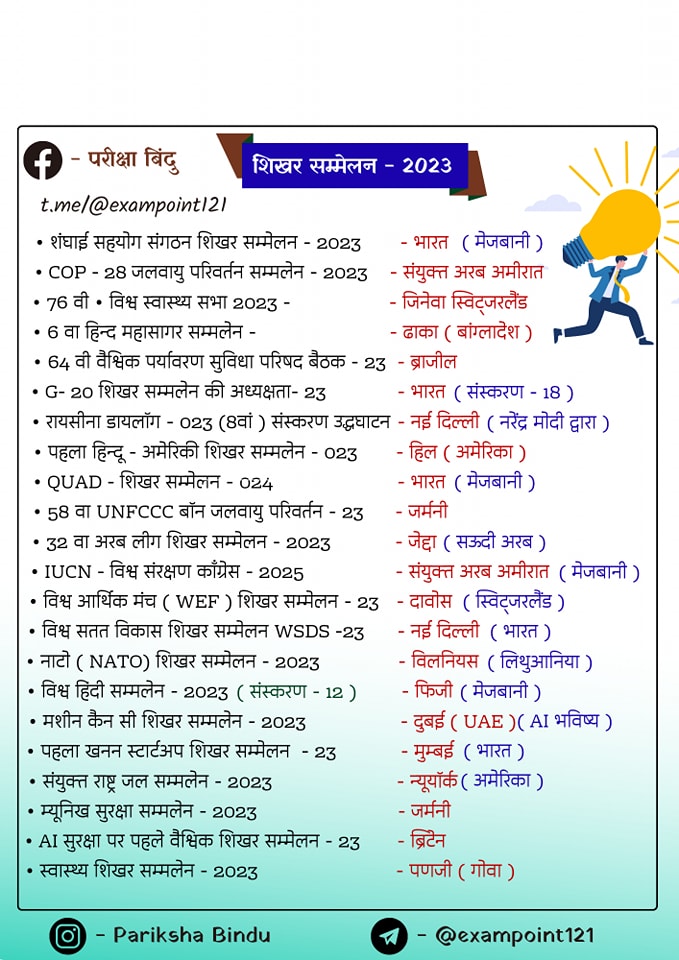 - परीक्षा बिंदु
शिखर सम्मेलन - 2023
t.me/@exampoint121
• शंघाई सहयोग संगठन शिखर सम्मेलन - 2023 - भारत ( मेजबानी )
• COP - 28 जलवायु परिवर्तन सम्मलेन - 2023 - संयुक्त अरब अमीरात
• 76 वी • विश्व स्वास्थ्य सभा 2023 - - जिनेवा स्विट्जरलैंड
• 6 वा हिन्द महासागर सम्मलेन - - ढाका ( बांग्लादेश )
• 64 वी वैश्विक पर्यावरण सुविधा परिषद बैठक - 23 - ब्राजील
• G- 20 शिखर सम्मलेन की अध्यक्षता- 23 - भारत ( संस्करण - 18 )
• रायसीना डायलॉग - 023 (8वां ) संस्करण उद्घघाटन - नई दिल्ली ( नरेंद्र मोदी द्वारा )
• पहला हिन्दू - अमेरिकी शिखर सम्मलेन - 023 - हिल ( अमेरिका )
• QUAD - शिखर सम्मलेन - 024 - भारत ( मेजबानी )
• 58 वा UNFCCC बॉन जलवायु परिवर्तन - 23 - जर्मनी
• 32 वा अरब लीग शिखर सम्मलेन - 2023 - जेद्दा ( सऊदी अरब )
• IUCN - विश्व संरक्षण काँग्रेस - 2025 - संयुक्त अरब अमीरात ( मेजबानी )
• विश्व आर्थिक मंच ( WEF ) शिखर सम्मलेन - 23 - दावोस ( स्विट्जरलैंड )
• विश्व सतत विकास शिखर सम्मलेन WSDS -23 - नई दिल्ली ( भारत )
• नाटो ( NATO) शिखर सम्मलेन - 2023 - विलनियस ( लिथुआनिया )
• विश्व हिंदी सम्मलेन - 2023 ( संस्करण - 12 ) - फिजी ( मेजबानी )
• मशीन कैन सी शिखर सम्मलेन - 2023 - दुबई ( UAE )( AI भविष्य )
• पहला खनन स्टार्टअप शिखर सम्मेलन - 23 - मुम्बई ( भारत )
• संयुक्त राष्ट्र जल सम्मलेन - 2023 - न्यूयॉर्क ( अमेरिका )
• म्यूनिख सुरक्षा सम्मलेन - 2023 - जर्मनी
• AI सुरक्षा पर पहले वैश्विक शिखर सम्मेलन - 23 - ब्रिटेन
• स्वास्थ्य शिखर सम्मलेन - 2023 - पणजी ( गोवा )
- Pariksha Bindu - @exampoint121